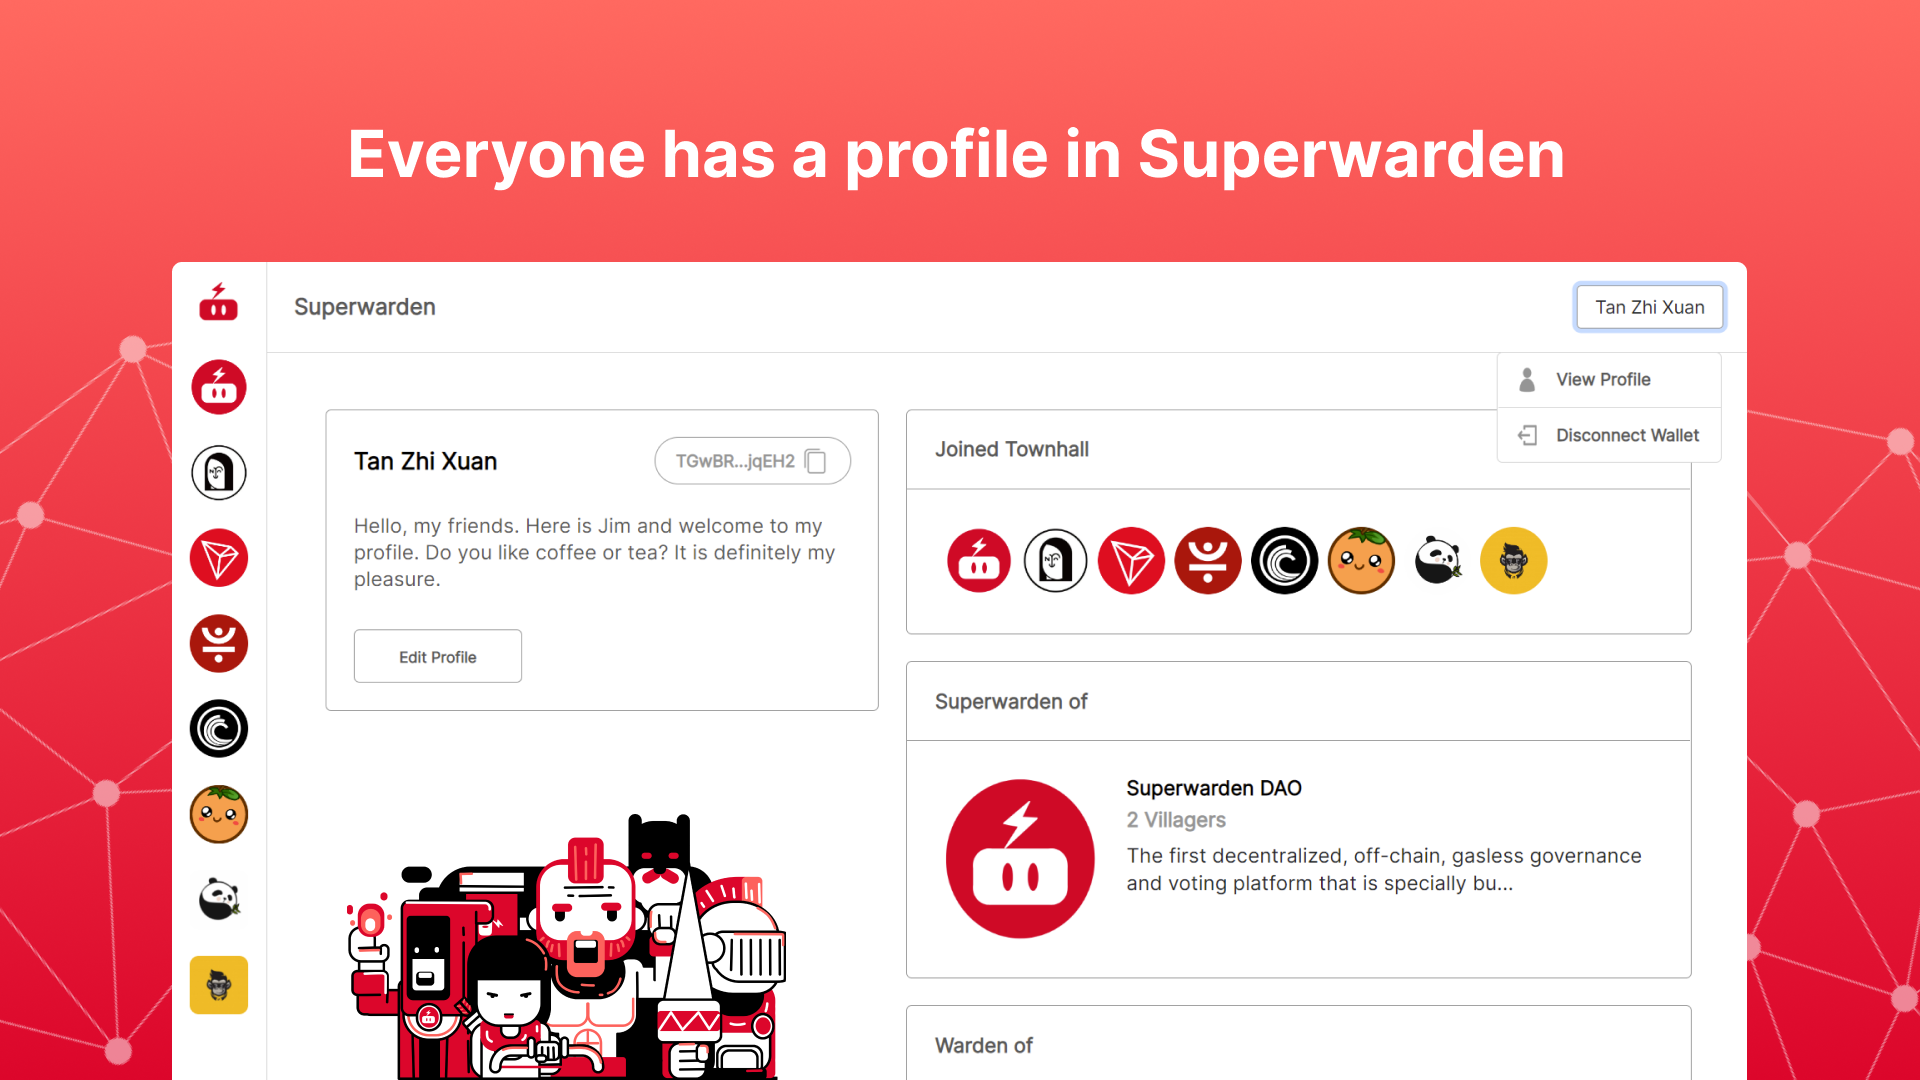 Everyone has a profile in Superwarden
Superwarden
Tan Zhi Xuan
View Profile
Disconnect Wallet
Tan Zhi Xuan
TGwBR...jqEH2
Hello, my friends. Here is Jim and welcome to my
profile. Do you like coffee or tea? It is definitely my
pleasure.
Edit Profile
Joined Townhall
Superwarden of
Superwarden DAO
2 Villagers
The first decentralized, off-chain, gasless governance
and voting platform that is specially bu...
Warden of